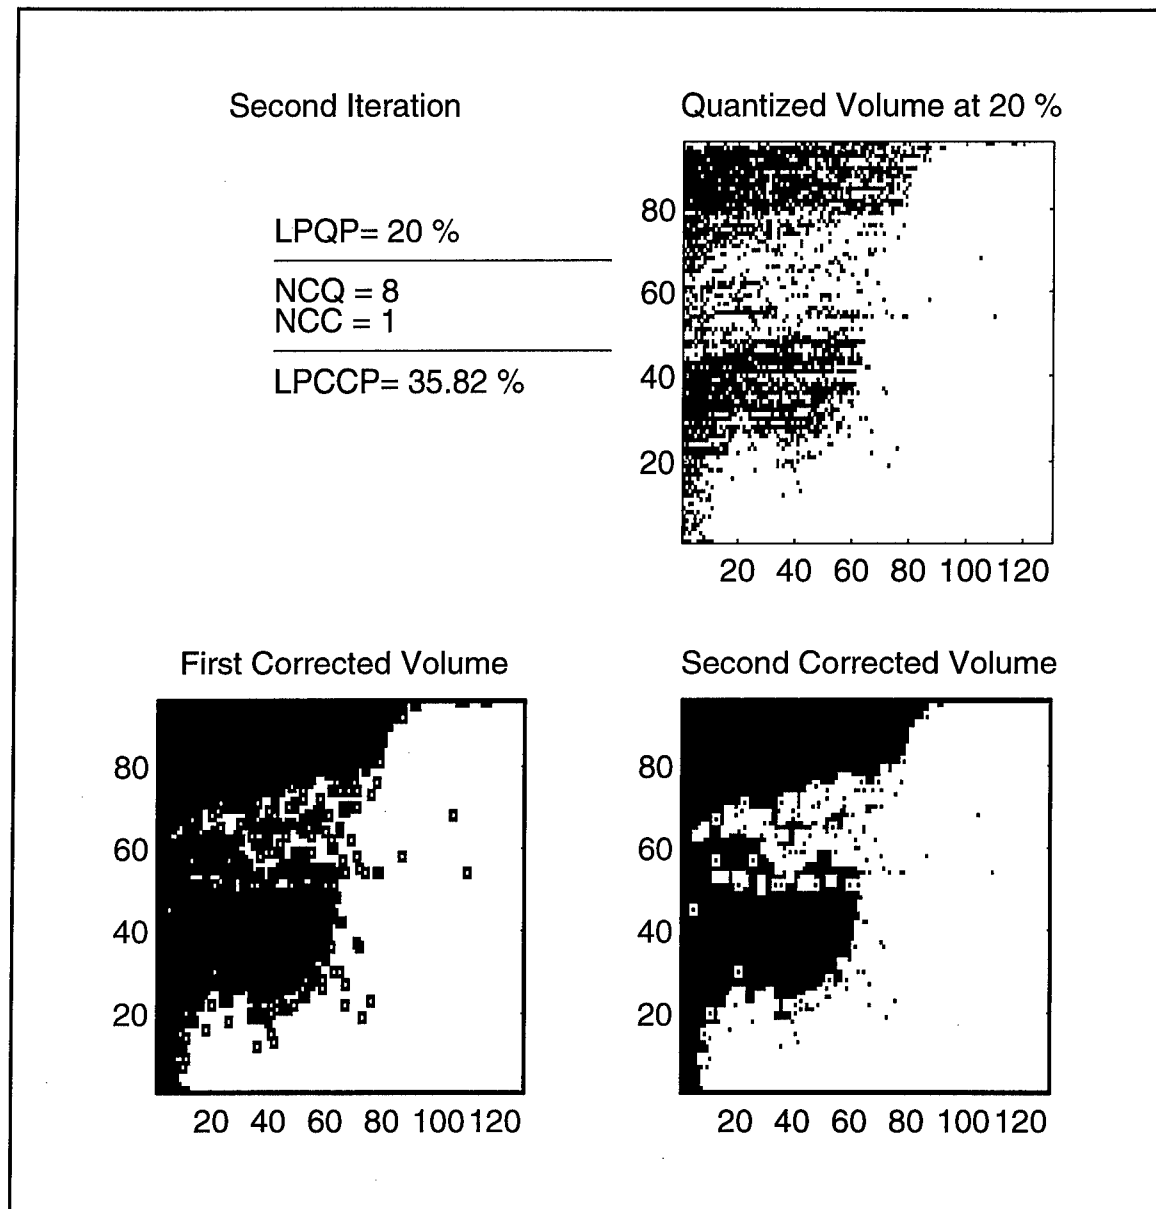 Second Iteration
LPQP= 20 %
NCQ = 8
NCC = 1
LPCCP= 35.82 %
Quantized Volume at 20 %
80
60
40
20
20 40 60 80 100 120
First Corrected Volume
80
60
40
20
20 40 60 80 100 120
Second Corrected Volume
80
60
40
20
20 40 60 80 100 120